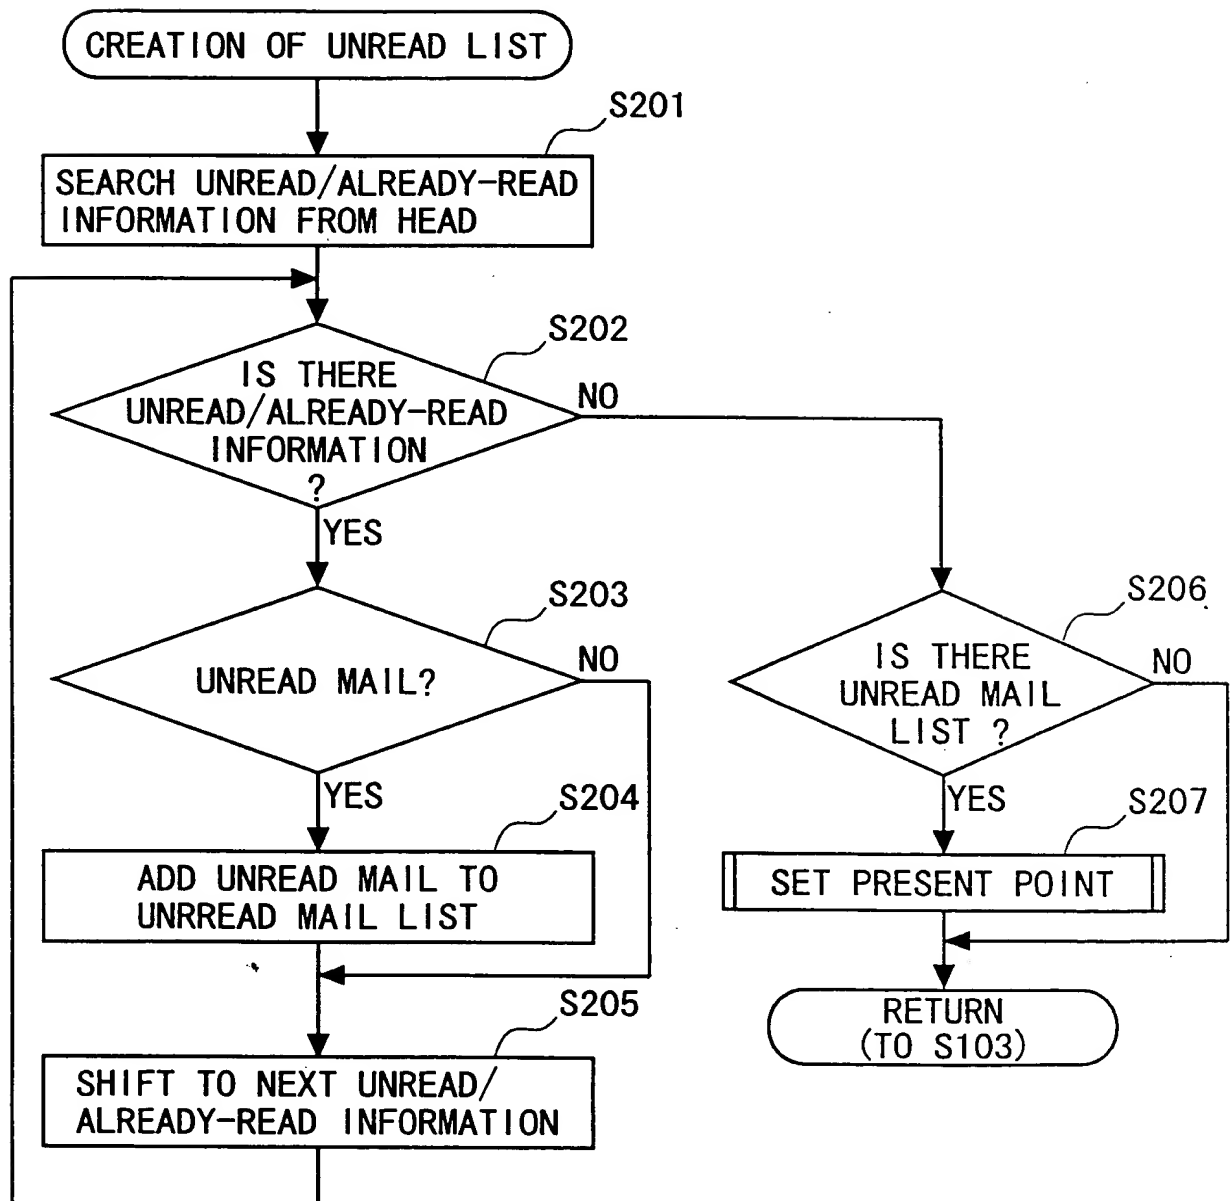 CREATION OF UNREAD LIST
S201
SEARCH UNREAD/ALREADY-READ
INFORMATION FROM HEAD
S202
IS THERE
UNREAD/ALREADY-READ
INFORMATION
?
NO
YES
S203
UNREAD MAIL?
NO
YES
S204
ADD UNREAD MAIL TO
UNRREAD MAIL LIST
S205
SHIFT TO NEXT UNREAD/
ALREADY-READ INFORMATION
S206
IS THERE
UNREAD MAIL
LIST ?
NO
YES
S207
SET PRESENT POINT
RETURN
(TO S103)